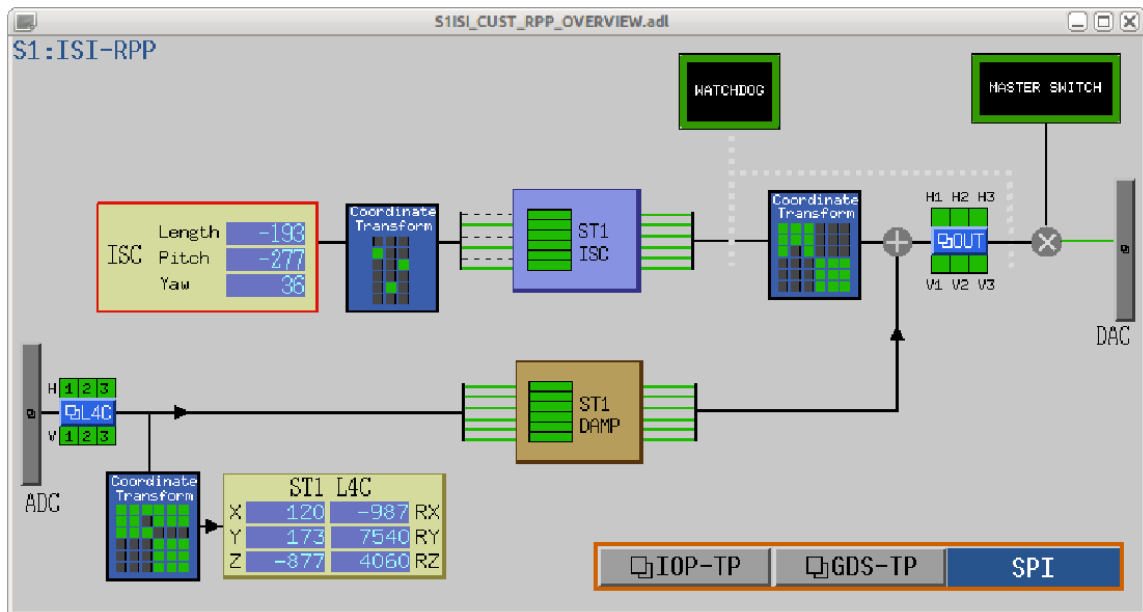 S1ISI_CUST_RPP_OVERVIEW.adl
S1:ISI-RPP
WATCHDOG
MASTER SWITCH
ISC
Length -193
Pitch -277
Yaw 36
Coordinate
Transform
ST1
ISC
Coordinate
Transform
H1 H2 H3
OUT
V1 V2 V3
DAC
ADC
H 1 2 3
L4C
V 1 2 3
ST1
DAMP
Coordinate
Transform
ST1 L4C
X 120 -987 RX
Y 173 7540 RY
Z -877 4060 RZ
IOP-TP GDS-TP SPI